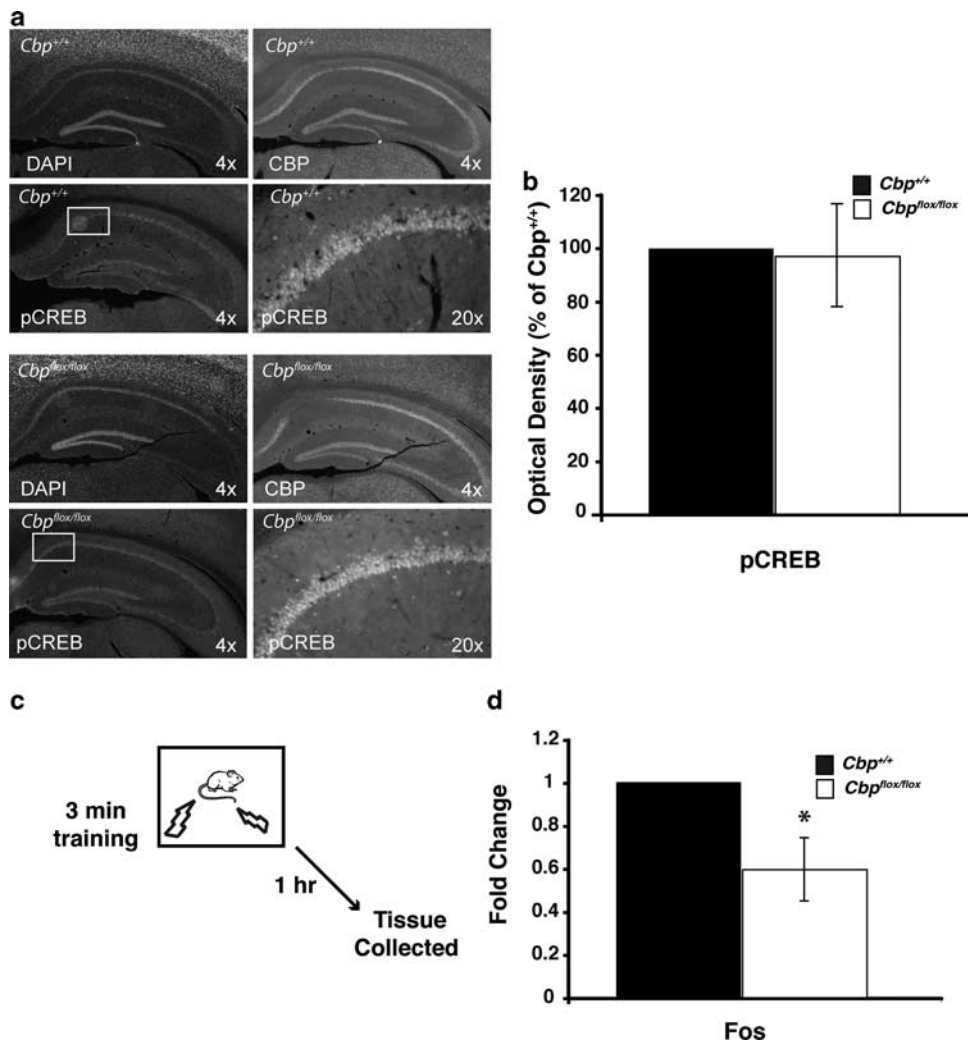 a
Cbp+/+
DAPI
4x
Cbp+/+
CBP
4x
Cbp+/+
pCREB
4x
Cbp+/+
pCREB
20x
Cbpflox/flox
DAPI
4x
Cbpflox/flox
CBP
4x
Cbpflox/flox
pCREB
4x
Cbpflox/flox
pCREB
20x
b
Optical Density (% of Cbp+/+)
120
100
80
60
40
20
0
Cbp+/+
Cbpflox/flox
pCREB
c
3 min
training
1 hr
Tissue
Collected
d
Fold Change
1.2
1
0.8
0.6
0.4
0.2
0
Cbp+/+
Cbpflox/flox
*
Fos